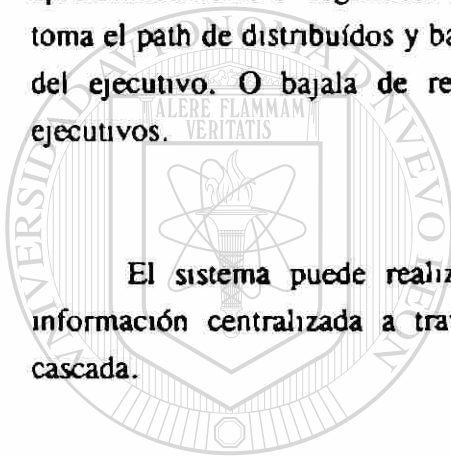 toma el path de distribuídos y ba
del ejecutivo. O bajala de re
ejecutivos.
El sistema puede realiz
información centralizada a tra
cascada.
ALERE FLAMMAM
VERITATIS